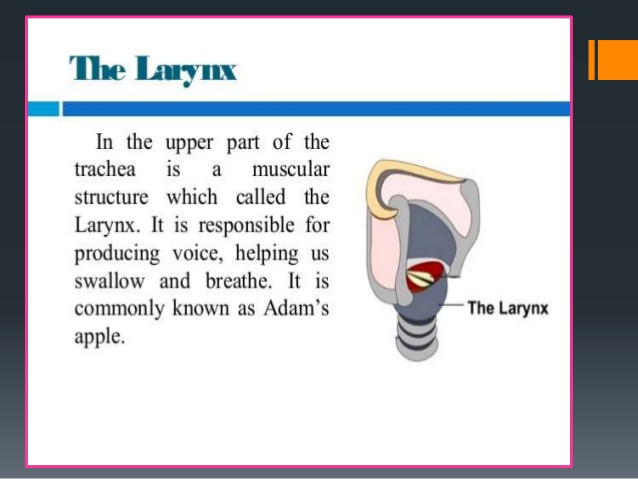 The Larynx
In the upper part of the
trachea is a muscular
structure which called the
Larynx. It is responsible for
producing voice, helping us
swallow and breathe. It is
commonly known as Adam's
apple.
The Larynx